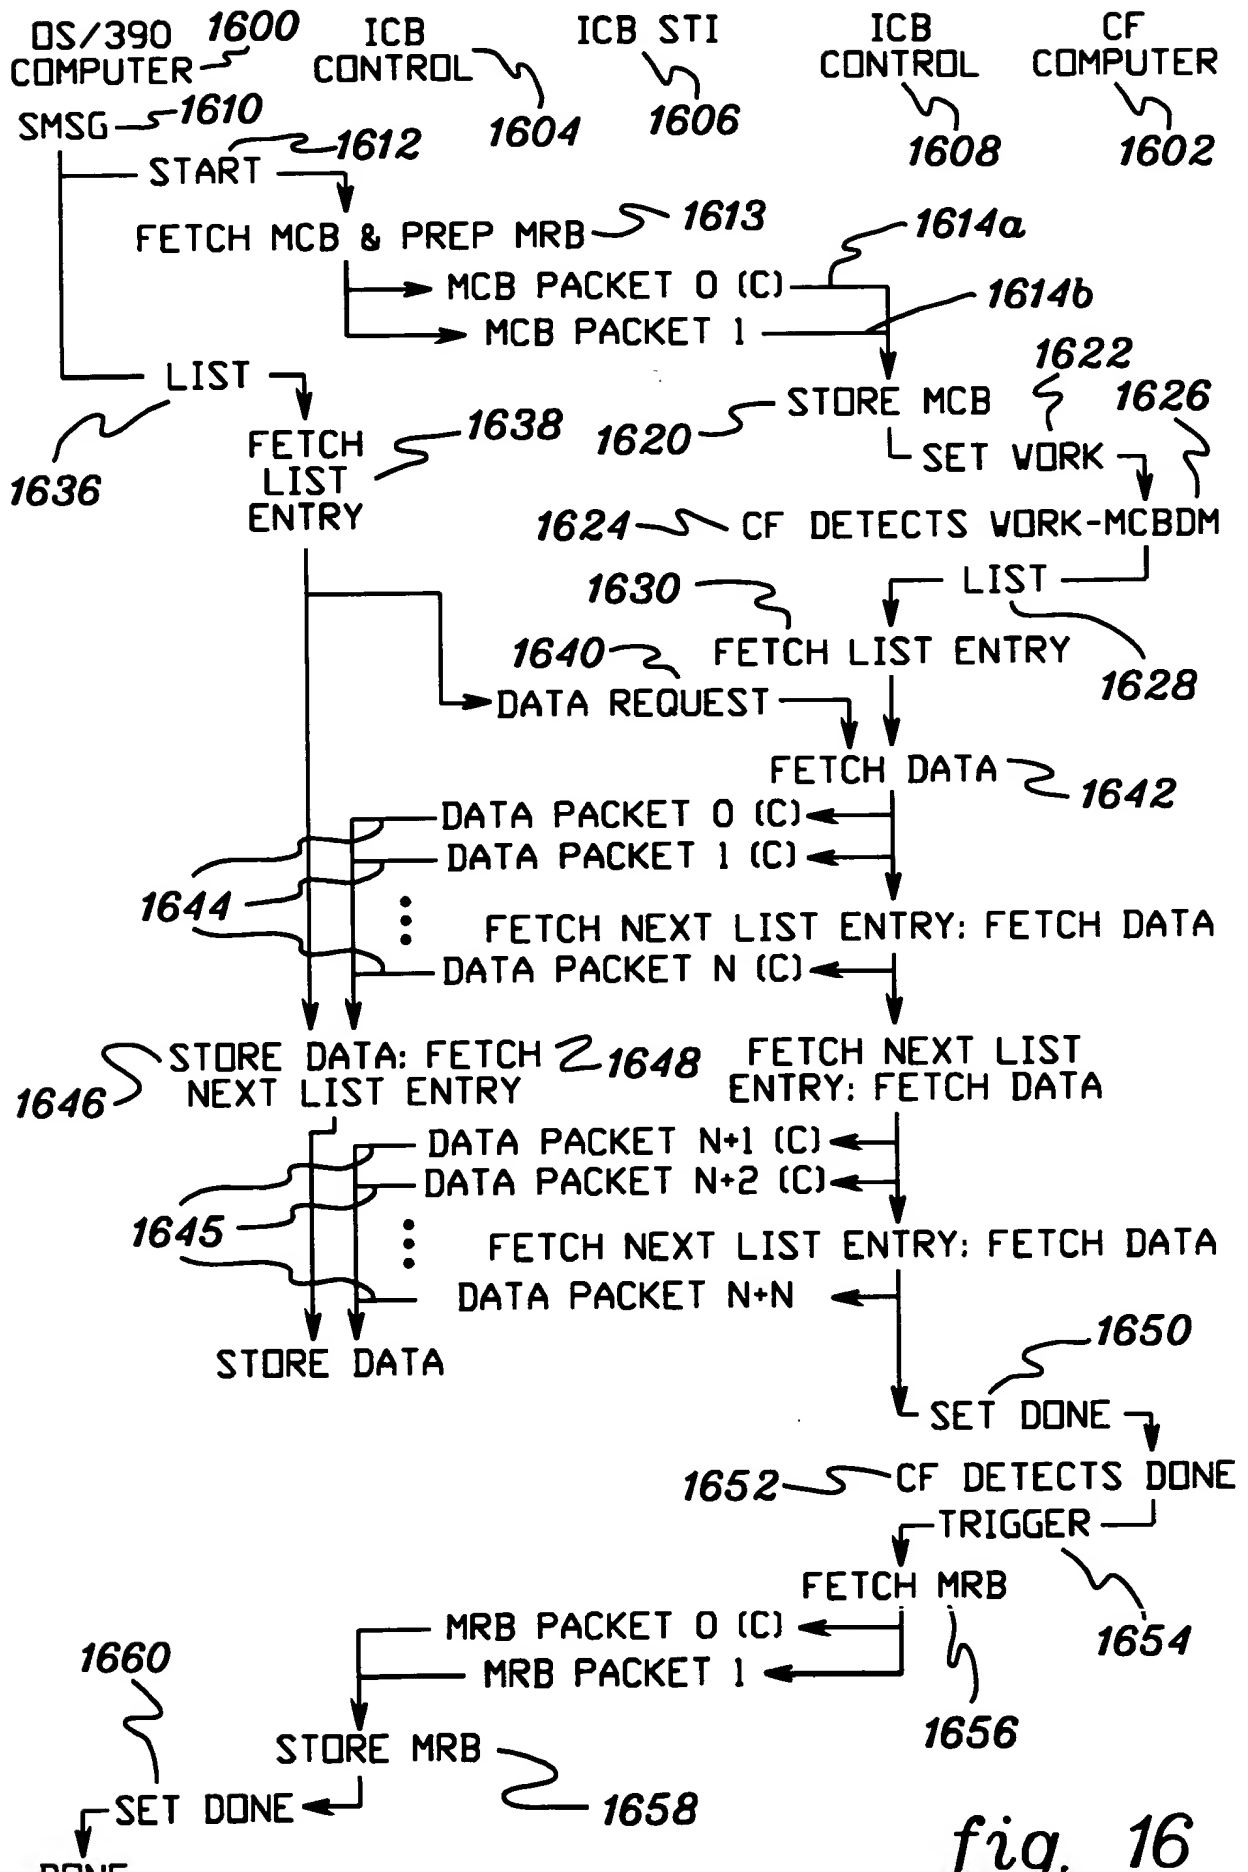 OS/390 COMPUTER 1600
ICB CONTROL 1604
ICB STI 1606
ICB CONTROL 1608
CF COMPUTER 1602
SMSG 1610
START 1612
FETCH MCB & PREP MRB 1613
MCB PACKET 0 (C) 1614a
MCB PACKET 1 1614b
LIST 1636
STORE MCB 1620
SET WORK 1622
1626
FETCH
LIST
ENTRY
1638
1624 CF DETECTS WORK-MCBDM
LIST 1628
1630
FETCH LIST ENTRY
1640
DATA REQUEST
FETCH DATA 1642
DATA PACKET 0 (C)
DATA PACKET 1 (C)
1644
FETCH NEXT LIST ENTRY: FETCH DATA
DATA PACKET N (C)
STORE DATA: FETCH
NEXT LIST ENTRY
1646
1648
FETCH NEXT LIST
ENTRY: FETCH DATA
DATA PACKET N+1 (C)
DATA PACKET N+2 (C)
1645
FETCH NEXT LIST ENTRY: FETCH DATA
DATA PACKET N+N
STORE DATA
1650
SET DONE
1652 CF DETECTS DONE
TRIGGER
1654
FETCH MRB
1656
MRB PACKET 0 (C)
MRB PACKET 1
1660
STORE MRB
1658
SET DONE
DONE
fig. 16